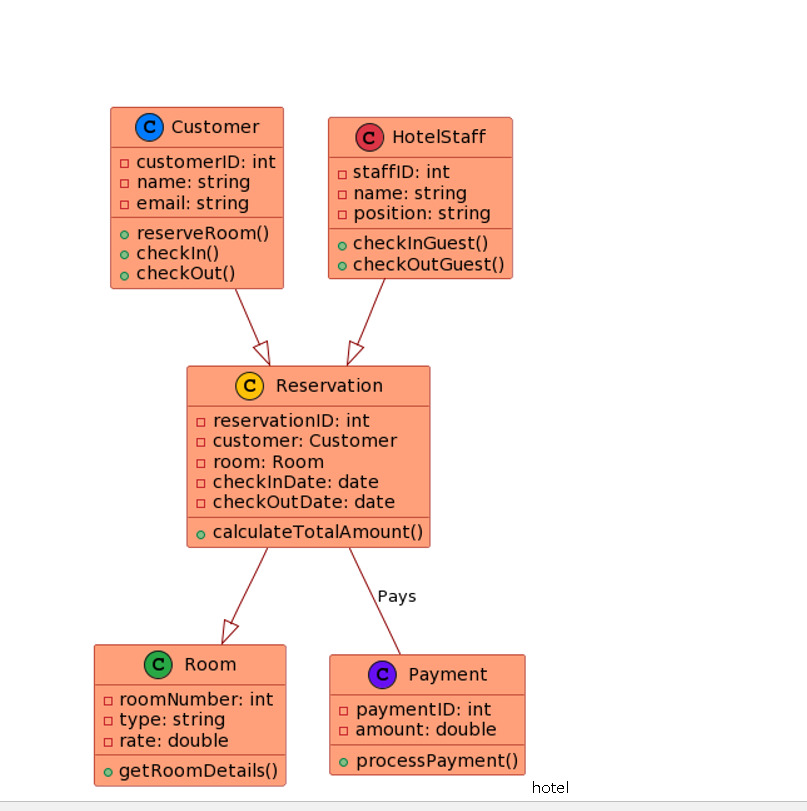 C Customer
customerID: int
name: string
email: string
reserveRoom()
checkIn()
checkOut()
C HotelStaff
staffID: int
name: string
position: string
checkInGuest()
checkOutGuest()
C Reservation
reservationID: int
customer: Customer
room: Room
checkInDate: date
checkOutDate: date
calculateTotalAmount()
Pays
C Room
roomNumber: int
type: string
rate: double
getRoomDetails()
C Payment
paymentID: int
amount: double
processPayment()
hotel